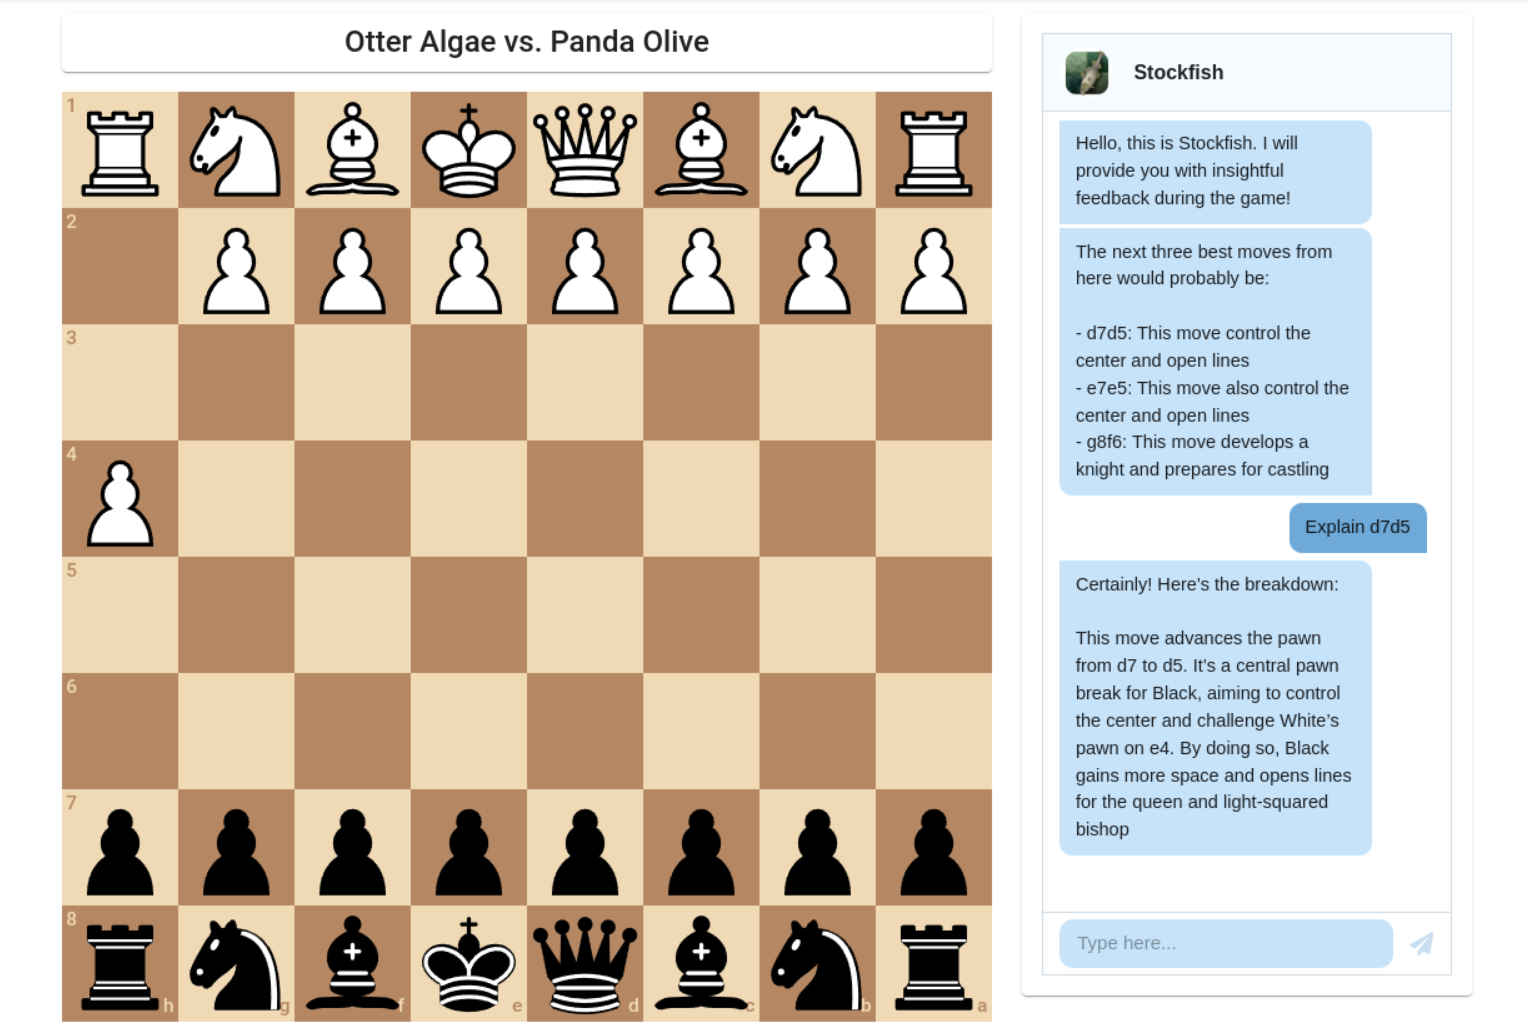 Otter Algae vs. Panda Olive
1
2
3
4
5
6
7
8
h
g
f
e
d
c
b
a
Stockfish
Hello, this is Stockfish. I will
provide you with insightful
feedback during the game!
The next three best moves from
here would probably be:
- d7d5: This move control the
center and open lines
- e7e5: This move also control the
center and open lines
- g8f6: This move develops a
knight and prepares for castling
Explain d7d5
Certainly! Here's the breakdown:
This move advances the pawn
from d7 to d5. It’s a central pawn
break for Black, aiming to control
the center and challenge White’s
pawn on e4. By doing so, Black
gains more space and opens lines
for the queen and light-squared
bishop
Type here...